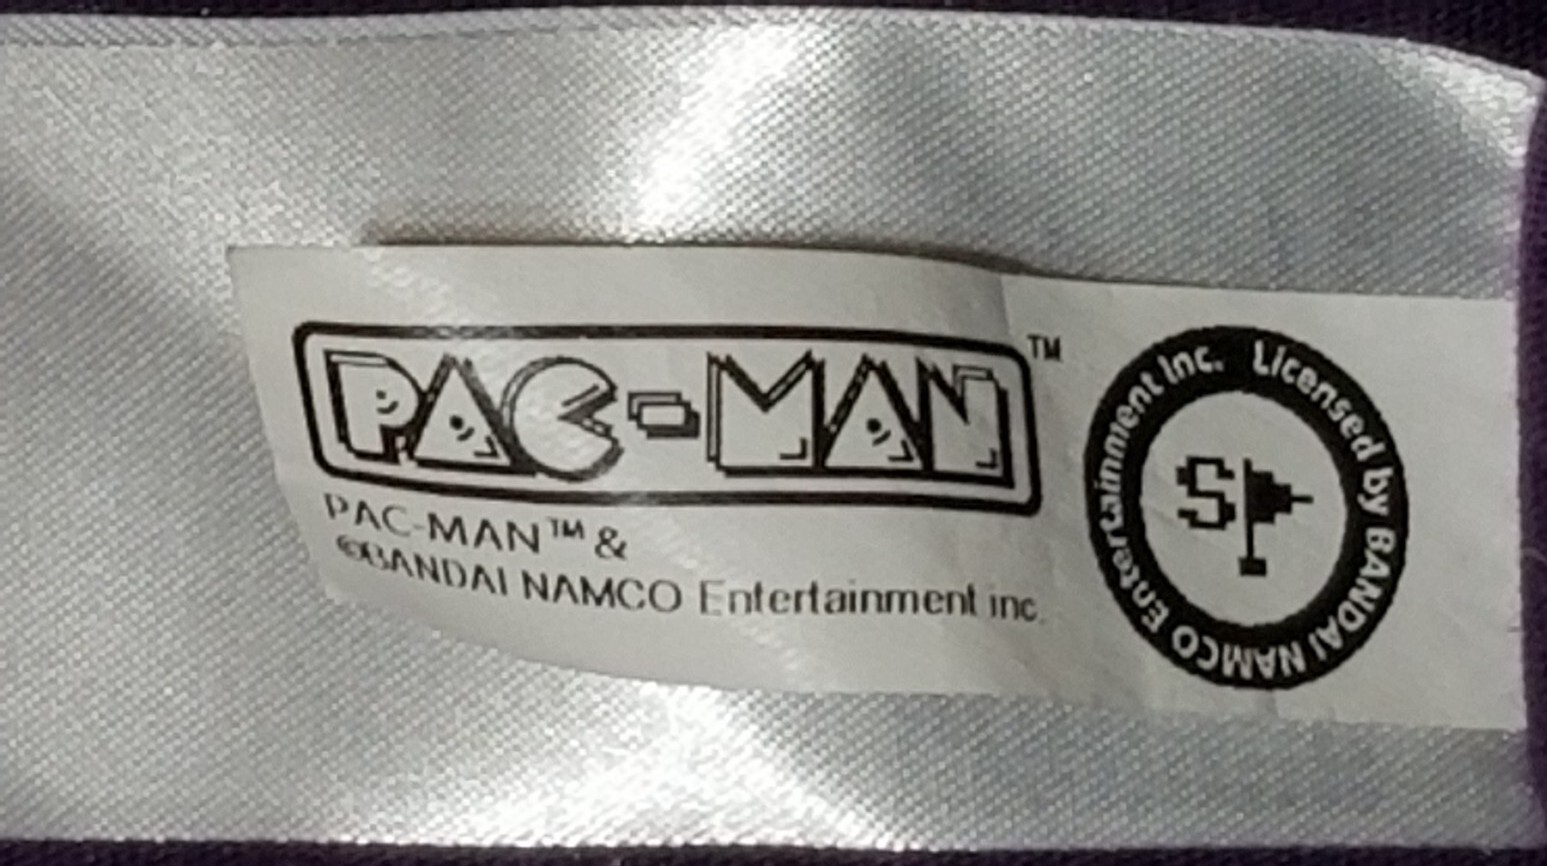 PAC-MAN™
PAC-MAN™ &
©BANDAI NAMCO Entertainment inc.
Licensed by BANDAI NAMCO Entertainment Inc.
S